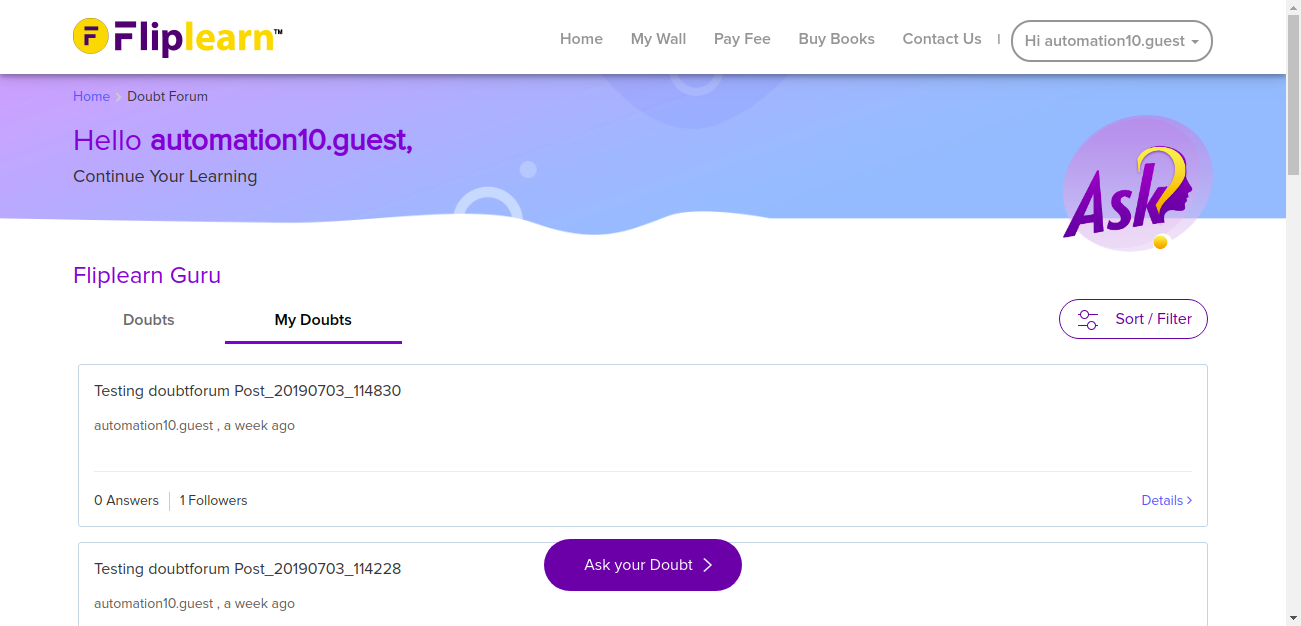 Fliplearn™
Home My Wall Pay Fee Buy Books Contact Us | Hi automation10.guest
Home > Doubt Forum
Hello automation10.guest,
Continue Your Learning
Ask?
Fliplearn Guru
Doubts My Doubts Sort / Filter
Testing doubtforum Post_20190703_114830
automation10.guest , a week ago
0 Answers 1 Followers Details >
Testing doubtforum Post_20190703_114228
automation10.guest , a week ago
Ask your Doubt >